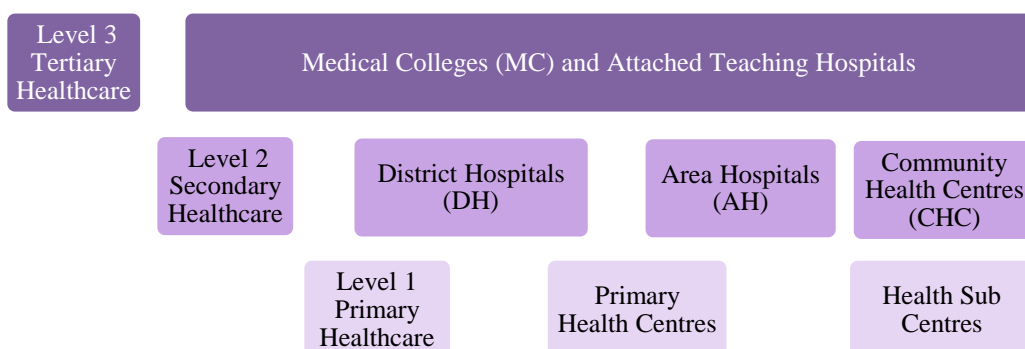 Level 3
Tertiary
Healthcare
Medical Colleges (MC) and Attached Teaching Hospitals
Level 2
Secondary
Healthcare
District Hospitals
(DH)
Area Hospitals
(AH)
Community
Health Centres
(CHC)
Level 1
Primary
Healthcare
Primary
Health Centres
Health Sub
Centres